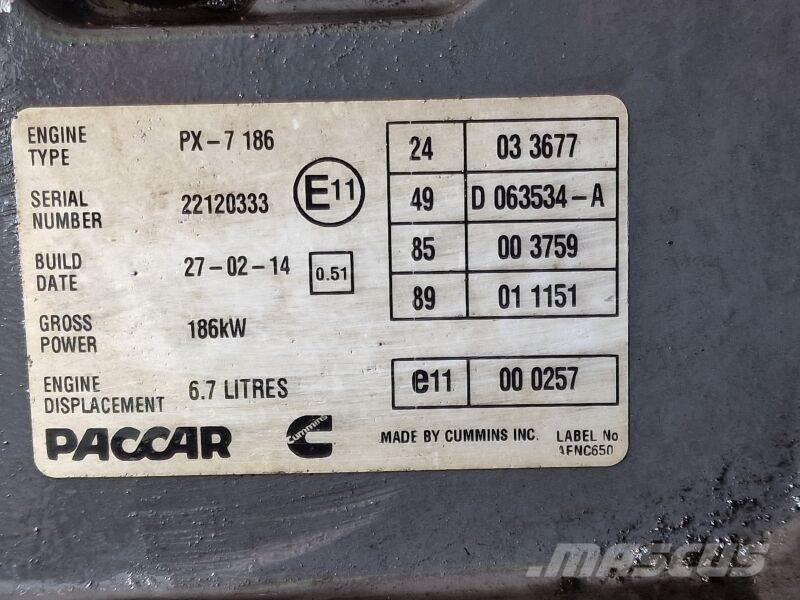 ENGINE TYPE PX-7 186
SERIAL NUMBER 22120333
E11
BUILD DATE 27-02-14
0.51
GROSS POWER 186kW
ENGINE DISPLACEMENT 6.7 LITRES
24 03 3677
49 D 063534-A
85 00 3759
89 01 1151
e11 00 0257
PACCAR
Cummins
MADE BY CUMMINS INC.
LABEL No
AFNC650
MASCUS